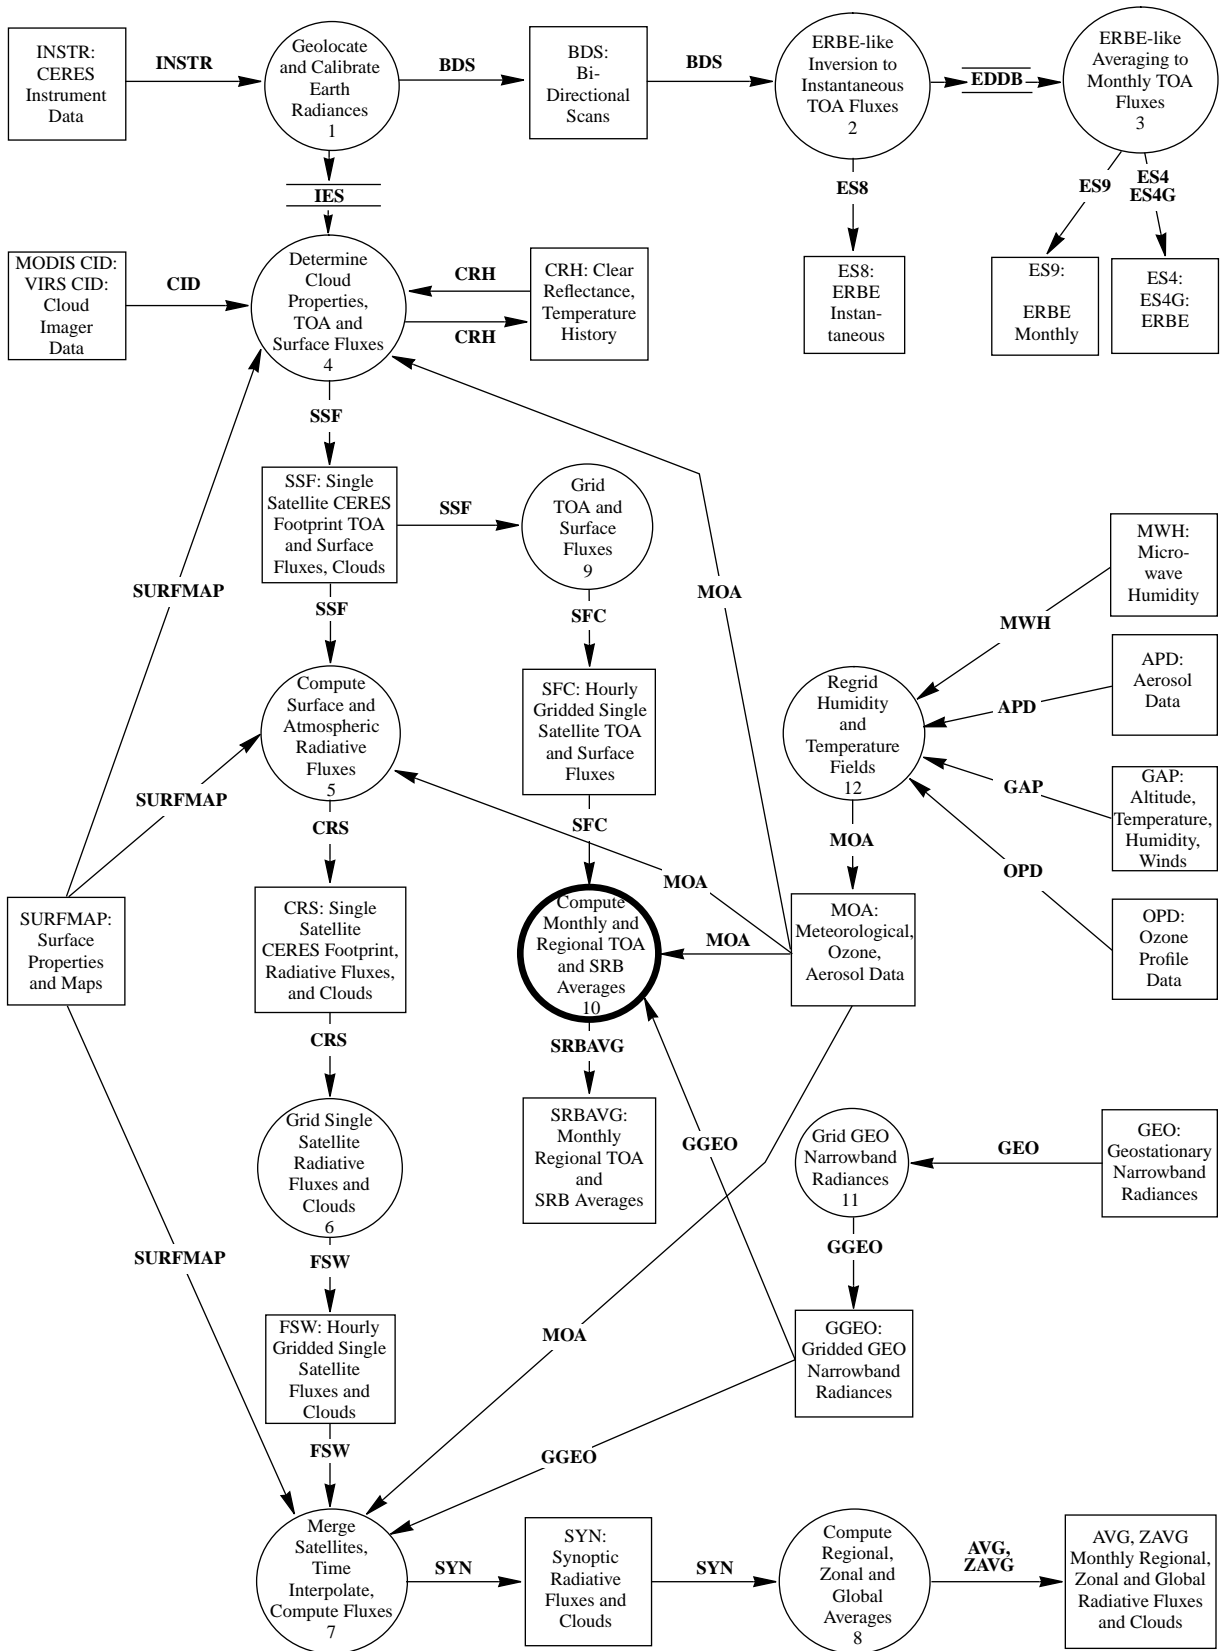 INSTR:
CERES
Instrument
Data
INSTR
Geolocate
and Calibrate
Earth
Radiances
1
BDS
BDS:
Bi-
Directional
Scans
BDS
ERBE-like
Inversion to
Instantaneous
TOA Fluxes
2
EDDB
ERBE-like
Averaging to
Monthly TOA
Fluxes
3
IES
ES8
ES9
ES4
ES4G
MODIS CID:
VIRS CID:
Cloud
Imager
Data
CID
Determine
Cloud
Properties,
TOA and
Surface Fluxes
4
CRH
CRH
CRH: Clear
Reflectance,
Temperature
History
ES8:
ERBE
Instan-
taneous
ES9:
ERBE
Monthly
ES4:
ES4G:
ERBE
SSF
SSF: Single
Satellite CERES
Footprint TOA
and Surface
Fluxes, Clouds
SSF
Grid
TOA and
Surface
Fluxes
9
SURFMAP
SSF
SFC
MOA
MWH
MWH:
Micro-
wave
Humidity
Compute
Surface and
Atmospheric
Radiative
Fluxes
5
SFC: Hourly
Gridded Single
Satellite TOA
and Surface
Fluxes
Regrid
Humidity
and
Temperature
Fields
12
APD
APD:
Aerosol
Data
SURFMAP
CRS
SFC
MOA
MOA
GAP
GAP:
Altitude,
Temperature,
Humidity,
Winds
OPD
SURFMAP:
Surface
Properties
and Maps
CRS: Single
Satellite
CERES Footprint,
Radiative Fluxes,
and Clouds
Compute
Monthly and
Regional TOA
and SRB
Averages
10
MOA
MOA:
Meteorological,
Ozone,
Aerosol Data
OPD:
Ozone
Profile
Data
CRS
SRBAVG
Grid Single
Satellite
Radiative
Fluxes and
Clouds
6
SRBAVG:
Monthly
Regional TOA
and
SRB Averages
GGEO
Grid GEO
Narrowband
Radiances
11
GEO
GEO:
Geostationary
Narrowband
Radiances
SURFMAP
FSW
GGEO
FSW: Hourly
Gridded Single
Satellite
Fluxes and
Clouds
MOA
GGEO:
Gridded GEO
Narrowband
Radiances
FSW
GGEO
Merge
Satellites,
Time
Interpolate,
Compute Fluxes
7
SYN
SYN:
Synoptic
Radiative
Fluxes and
Clouds
SYN
Compute
Regional,
Zonal and
Global
Averages
8
AVG,
ZAVG
AVG, ZAVG
Monthly Regional,
Zonal and Global
Radiative Fluxes
and Clouds